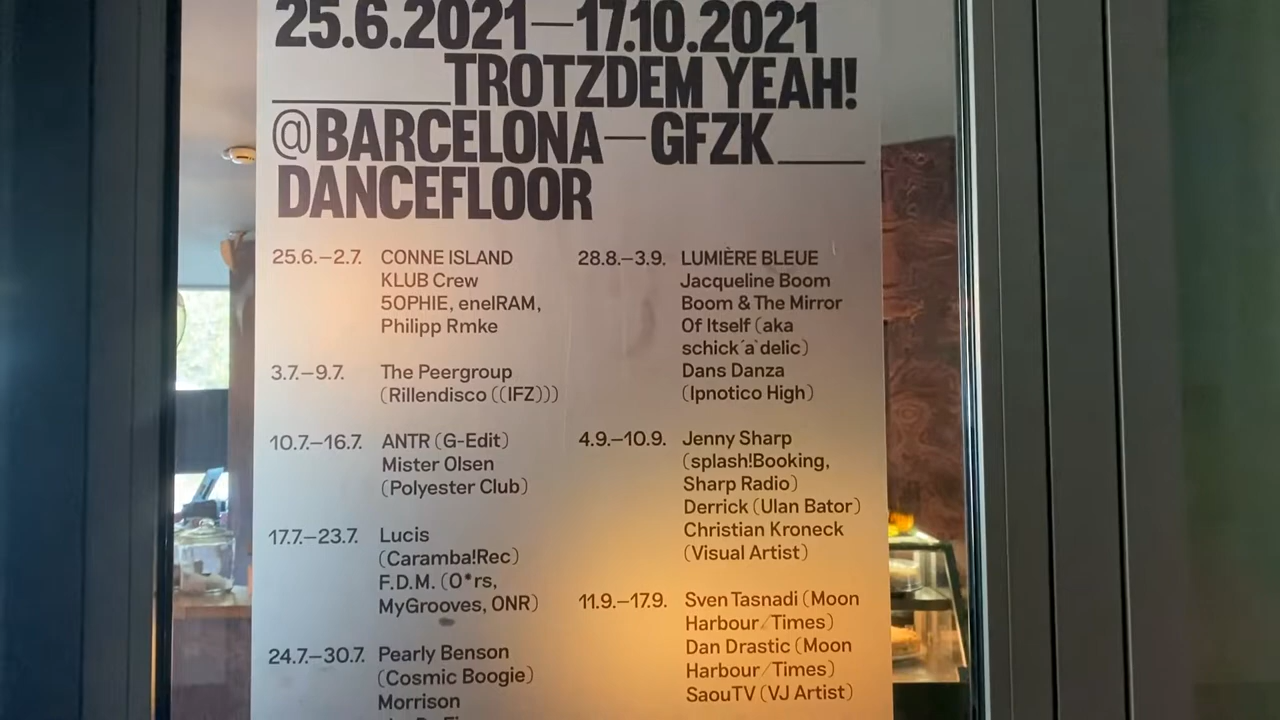 25.6.2021—17.10.2021
____TROTZDEM YEAH!
@BARCELONA—GFZK___
DANCEFLOOR
25.6.—2.7. CONNE ISLAND
KLUB Crew
5OPHIE, enelRAM,
Philipp Rmke
3.7.—9.7. The Peergroup
(Rillendisco ((IFZ)))
10.7.—16.7. ANTR (G-Edit)
Mister Olsen
(Polyester Club)
17.7.—23.7. Lucis
(Caramba!Rec)
F.D.M. (O*rs,
MyGrooves, ONR)
24.7.—30.7. Pearly Benson
(Cosmic Boogie)
Morrison
28.8.—3.9. LUMIÈRE BLEUE
Jacqueline Boom
Boom & The Mirror
Of Itself (aka
schick´a`delic)
Dans Danza
(Ipnotico High)
4.9.—10.9. Jenny Sharp
(splash!Booking,
Sharp Radio)
Derrick (Ulan Bator)
Christian Kroneck
(Visual Artist)
11.9.—17.9. Sven Tasnadi (Moon
Harbour/Times)
Dan Drastic (Moon
Harbour/Times)
SaouTV (VJ Artist)